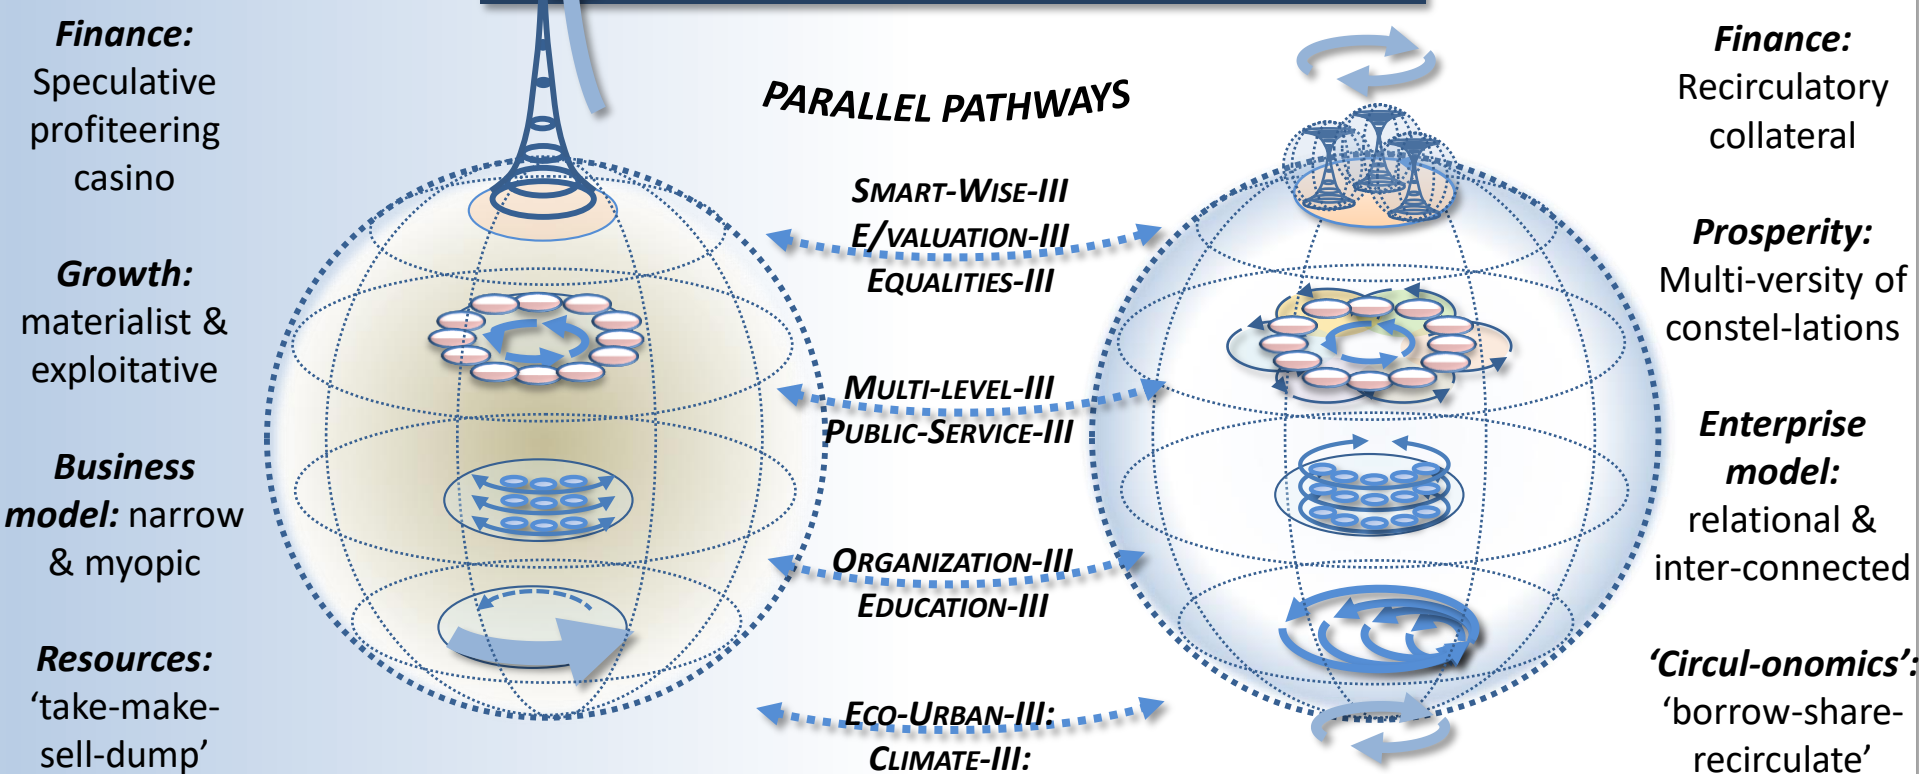 Finance:
Speculative
profiteering
casino
Growth:
materialist &
exploitative
Business
model: narrow
& myopic
Resources:
‘take-make-
sell-dump’
PARALLEL PATHWAYS
SMART-WISE-III
E/VALUATION-III
EQUALITIES-III
MULTI-LEVEL-III
PUBLIC-SERVICE-III
ORGANIZATION-III
EDUCATION-III
ECO-URBAN-III:
CLIMATE-III:
Finance:
Recirculatory
collateral
Prosperity:
Multi-versity of
constel-lations
Enterprise
model:
relational &
inter-connected
‘Circul-onomics’:
‘borrow-share-
recirculate’